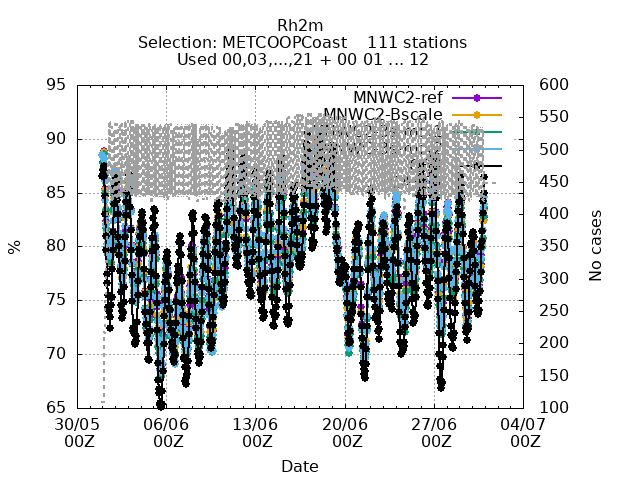 Rh2m
Selection: METCOOPCoast    111 stations
Used 00,03,...,21 + 00 01 ... 12
95
90
85
80
75
70
65
%
600
550
500
450
400
350
300
250
200
150
100
No cases
MNWC2-ref
MNWC2-Bscale
30/05 06/06 13/06 20/06 27/06 04/07
00Z 00Z 00Z 00Z 00Z 00Z
Date